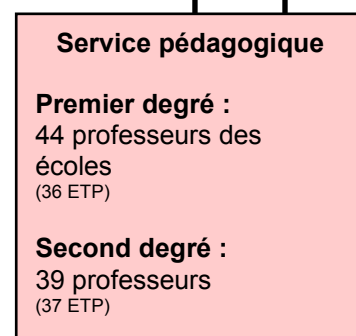 Service pédagogique
Premier degré :
44 professeurs des
écoles
(36 ETP)
Second degré :
39 professeurs
(37 ETP)